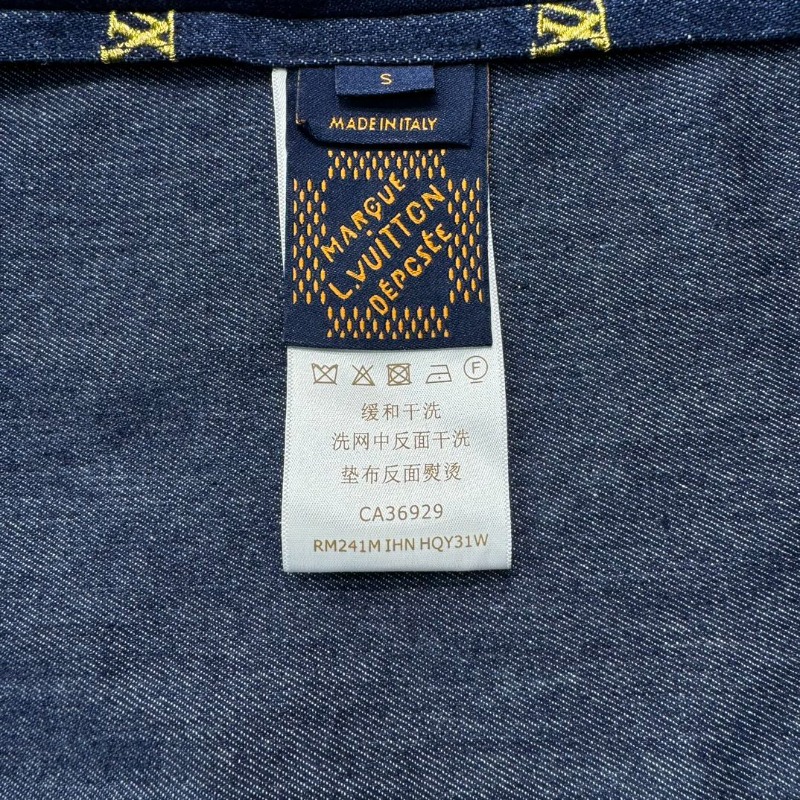 S
MADE IN ITALY
MARQUE
L.VUITTON
DÉPOSÉE
F
缓和干洗
洗网中反面干洗
垫布反面熨烫
CA36929
RM241M IHN HQY31W